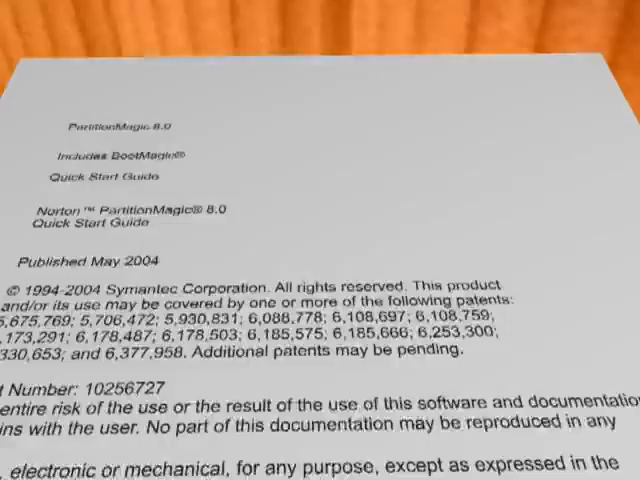 PartitionMagic 8.0
Includes BootMagic®
Quick Start Guide
Norton ™ PartitionMagic® 8.0
Quick Start Guide
Published May 2004
© 1994-2004 Symantec Corporation. All rights reserved. This product
and/or its use may be covered by one or more of the following patents:
5,675,769; 5,706,472; 5,930,831; 6,088,778; 6,108,697; 6,108,759;
,173,291; 6,178,487; 6,178,503; 6,185,575; 6,185,666; 6,253,300;
330,653; and 6,377,958. Additional patents may be pending.
t Number: 10256727
entire risk of the use or the result of the use of this software and documentation
ins with the user. No part of this documentation may be reproduced in any
, electronic or mechanical, for any purpose, except as expressed in the